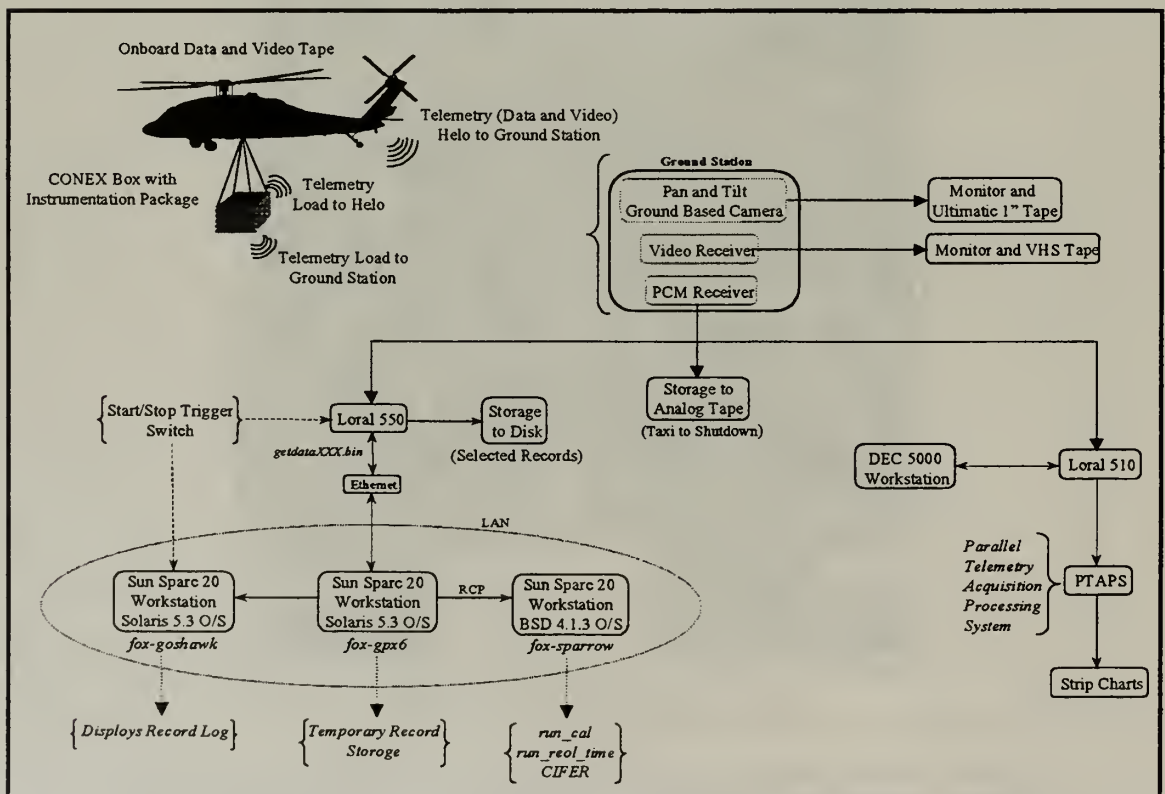 Onboard Data and Video Tape
Telemetry (Data and Video)
Helo to Ground Station
CONEX Box with
Instrumentation Package
Telemetry
Load to Helo
Telemetry Load to
Ground Station
Ground Station
Pan and Tilt
Ground Based Camera
Monitor and
Ultimatic 1" Tape
Video Receiver
Monitor and VHS Tape
PCM Receiver
Start/Stop Trigger
Switch
Loral 550
Storage
to Disk
(Selected Records)
Storage to
Analog Tape
(Taxi to Shutdown)
getdataXXX.bin
Ethernet
DEC 5000
Workstation
Loral 510
LAN
Sun Sparc 20
Workstation
Solaris 5.3 O/S
fox-goshawk
Sun Sparc 20
Workstation
Solaris 5.3 O/S
fox-gpx6
RCP
Sun Sparc 20
Workstation
BSD 4.1.3 O/S
fox-sparrow
Parallel
Telemetry
Acquisition
Processing
System
PTAPS
Strip Charts
Displays Record Log
Temporary Record
Storage
run_cal
run_real_time
CIFER